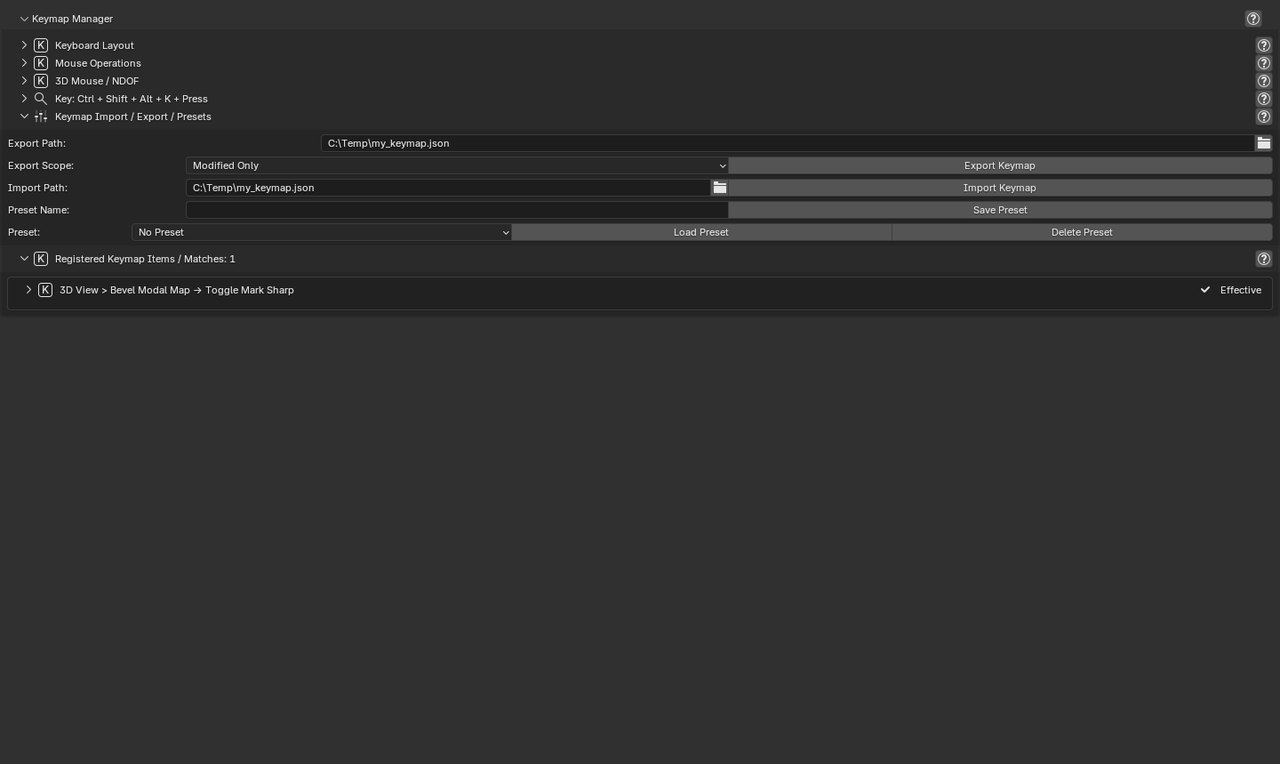 Keymap Manager ?
K Keyboard Layout ?
K Mouse Operations ?
K 3D Mouse / NDOF ?
Key: Ctrl + Shift + Alt + K + Press ?
Keymap Import / Export / Presets ?
Export Path: C:\Temp\my_keymap.json
Export Scope: Modified Only Export Keymap
Import Path: C:\Temp\my_keymap.json Import Keymap
Preset Name: Save Preset
Preset: No Preset Load Preset Delete Preset
K Registered Keymap Items / Matches: 1 ?
K 3D View > Bevel Modal Map → Toggle Mark Sharp ✓ Effective